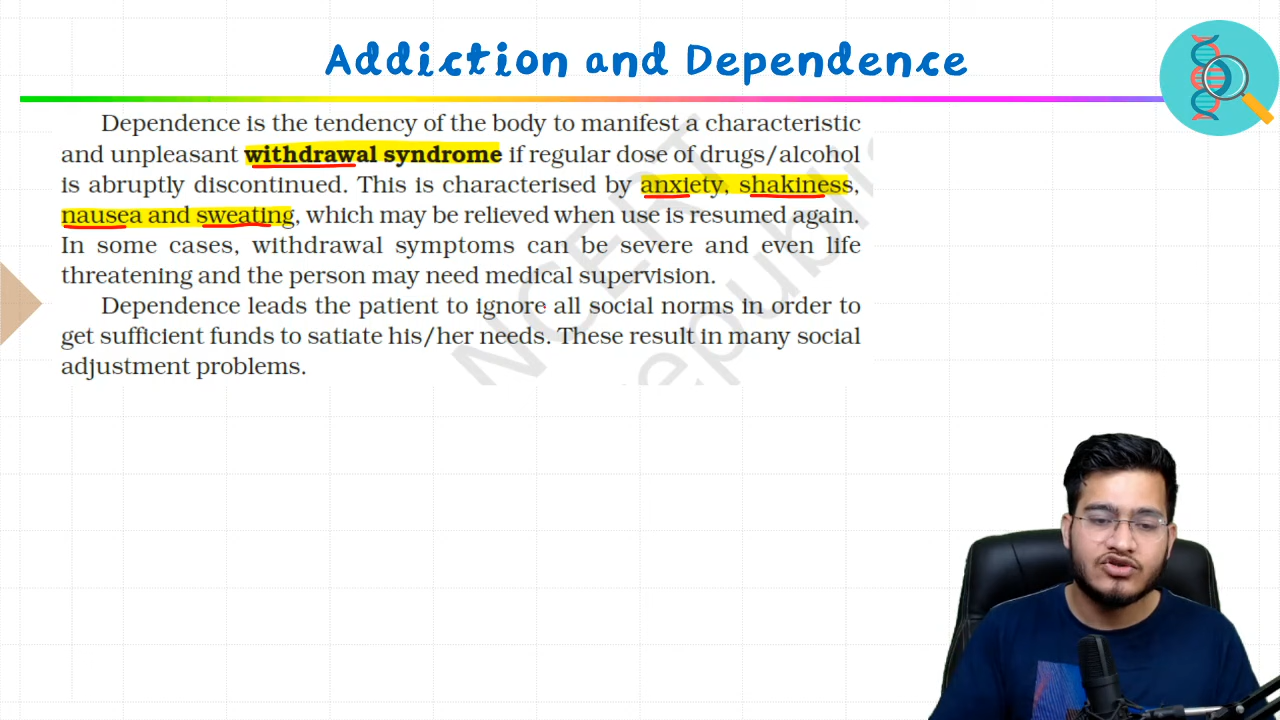 Addiction and Dependence
Dependence is the tendency of the body to manifest a characteristic
and unpleasant withdrawal syndrome if regular dose of drugs/alcohol
is abruptly discontinued. This is characterised by anxiety, shakiness,
nausea and sweating, which may be relieved when use is resumed again.
In some cases, withdrawal symptoms can be severe and even life
threatening and the person may need medical supervision.
Dependence leads the patient to ignore all social norms in order to
get sufficient funds to satiate his/her needs. These result in many social
adjustment problems.
NCERT
republi